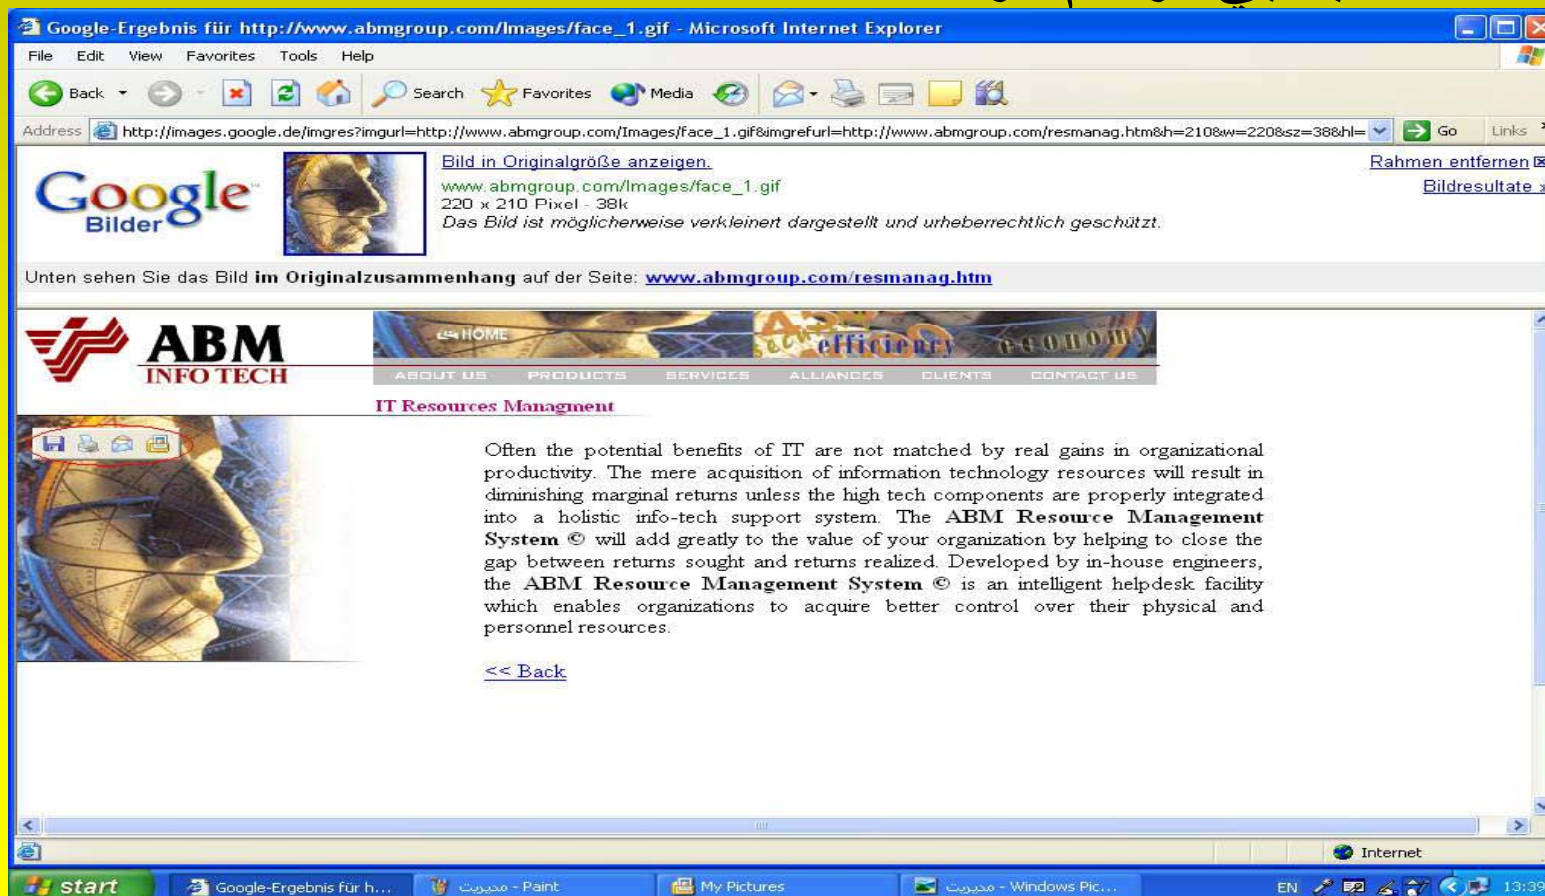 Google-Ergebnis für http://www.abmgroup.com/Images/face_1.gif - Microsoft Internet Explorer
File Edit View Favorites Tools Help
Back Search Favorites Media
Address http://images.google.de/imgres?imgurl=http://www.abmgroup.com/Images/face_1.gif&imgrefurl=http://www.abmgroup.com/resmanag.htm&h=210&w=220&sz=38&hl= Go Links
Google Bilder
Bild in Originalgröße anzeigen.
Rahmen entfernen
www.abmgroup.com/Images/face_1.gif
Bildresultate »
220 x 210 Pixel - 38k
Das Bild ist möglicherweise verkleinert dargestellt und urheberrechtlich geschützt.
Unten sehen Sie das Bild im Originalzusammenhang auf der Seite: www.abmgroup.com/resmanag.htm
ABM
INFO TECH
HOME
efficiency economy
ABOUT US PRODUCTS SERVICES ALLIANCES CLIENTS CONTACT US
IT Resources Managment
Often the potential benefits of IT are not matched by real gains in organizational
productivity. The mere acquisition of information technology resources will result in
diminishing marginal returns unless the high tech components are properly integrated
into a holistic info-tech support system. The ABM Resource Management
System © will add greatly to the value of your organization by helping to close the
gap between returns sought and returns realized. Developed by in-house engineers,
the ABM Resource Management System © is an intelligent helpdesk facility
which enables organizations to acquire better control over their physical and
personnel resources.
<< Back
Internet
start Google-Ergebnis für h... مديريت - Paint My Pictures مديريت - Windows Pic... EN 13:39